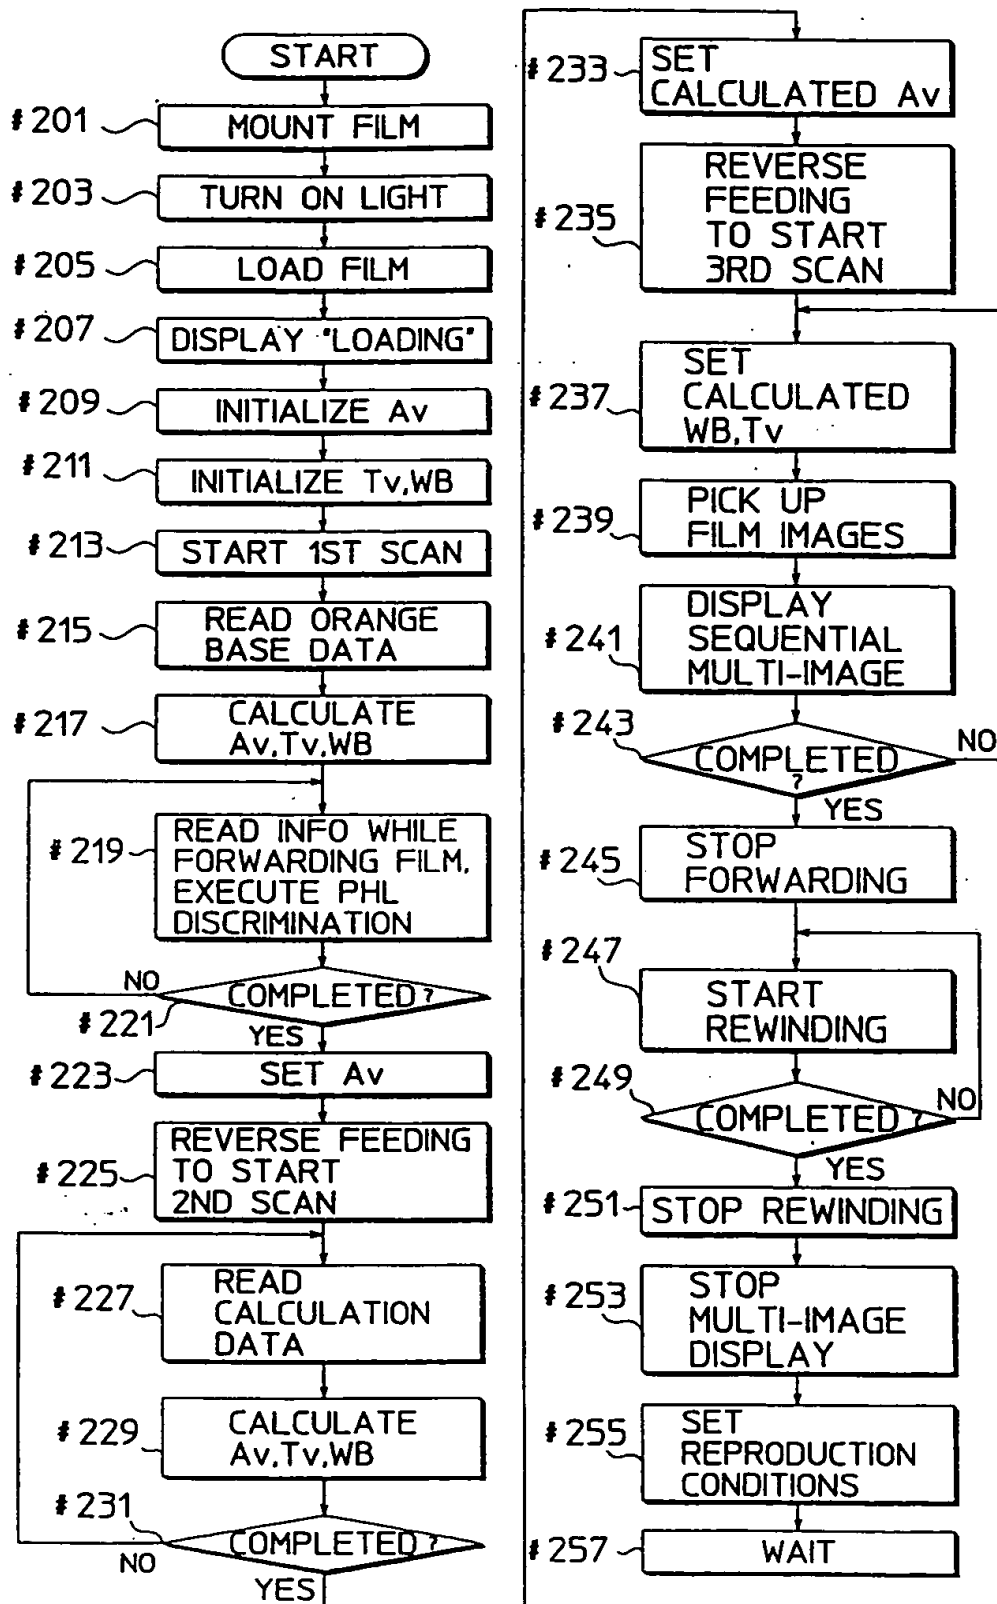 START
#201
MOUNT FILM
#203
TURN ON LIGHT
#205
LOAD FILM
#207
DISPLAY "LOADING"
#209
INITIALIZE Av
#211
INITIALIZE Tv,WB
#213
START 1ST SCAN
#215
READ ORANGE
BASE DATA
#217
CALCULATE
Av,Tv,WB
#219
READ INFO WHILE
FORWARDING FILM,
EXECUTE PHL
DISCRIMINATION
#221
COMPLETED?
NO
YES
#223
SET Av
#225
REVERSE FEEDING
TO START
2ND SCAN
#227
READ
CALCULATION
DATA
#229
CALCULATE
Av,Tv,WB
#231
COMPLETED?
NO
YES
#233
SET
CALCULATED Av
#235
REVERSE
FEEDING
TO START
3RD SCAN
#237
SET
CALCULATED
WB,Tv
#239
PICK UP
FILM IMAGES
#241
DISPLAY
SEQUENTIAL
MULTI-IMAGE
#243
COMPLETED
?
NO
YES
#245
STOP
FORWARDING
#247
START
REWINDING
#249
COMPLETED?
NO
YES
#251
STOP REWINDING
#253
STOP
MULTI-IMAGE
DISPLAY
#255
SET
REPRODUCTION
CONDITIONS
#257
WAIT